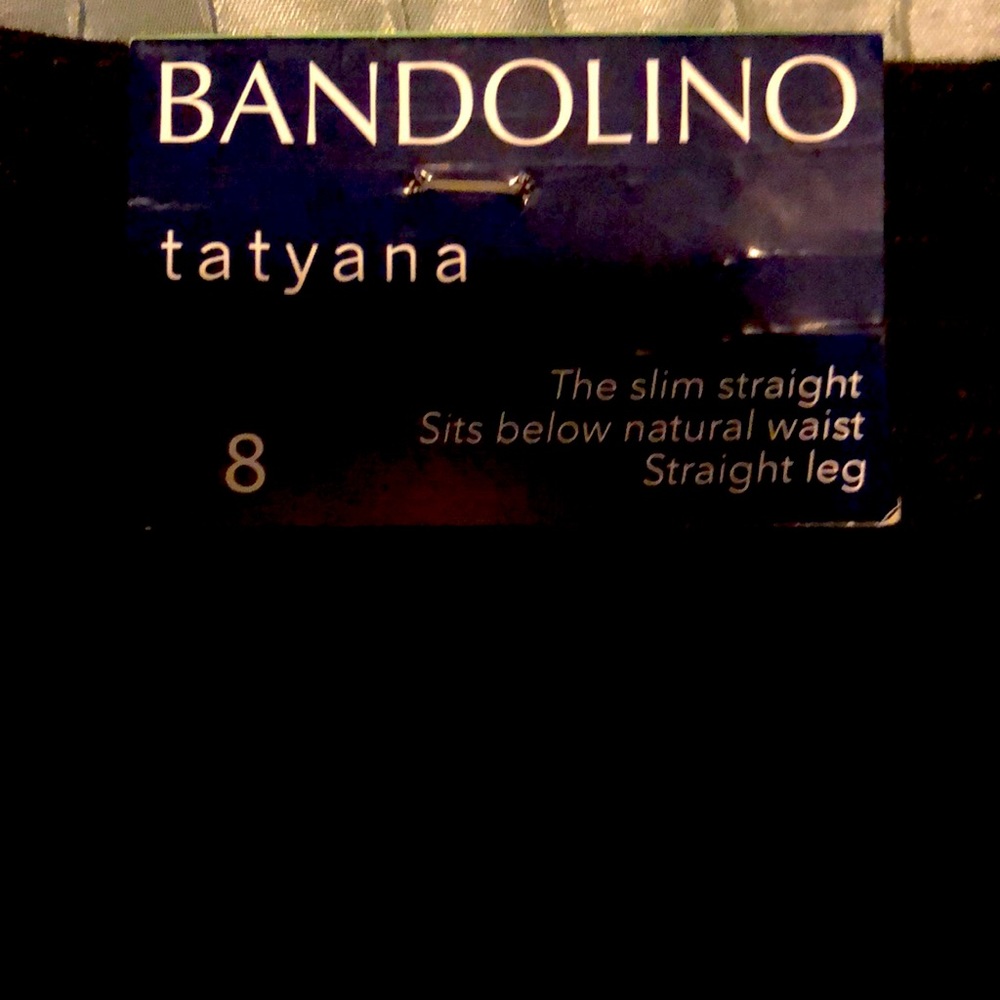 BANDOLINO
tatyana
The slim straight
Sits below natural waist
Straight leg
8